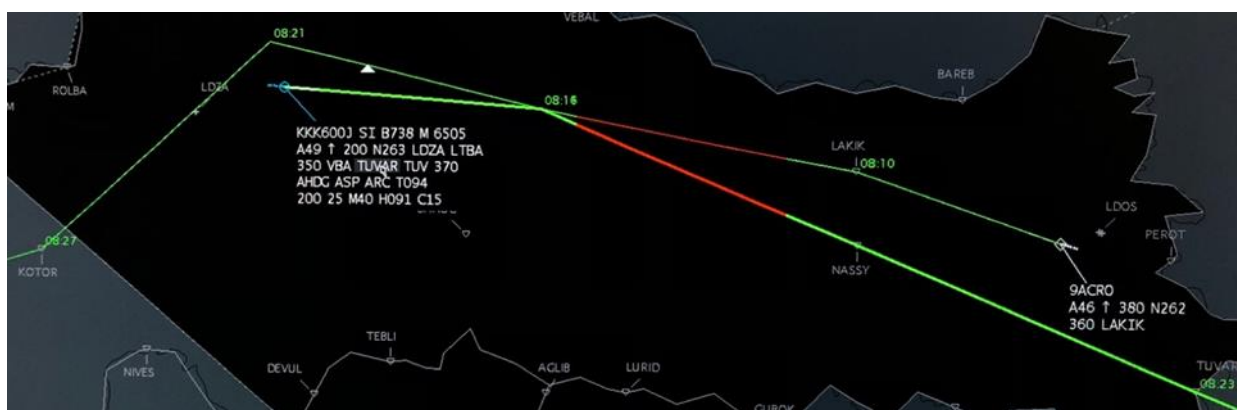 08:21
VEBAL
ROLBA
LDZA
BAREB
M
08:16
KKK600J SI B738 M 6505
A49 ↑ 200 N263 LDZA LTBA
350 VBA TUVAR TUV 370
AHDG ASP ARC T094
200 25 M40 H091 C15
LAKIK
08:10
LDOS
PEROT
08:27
KOTOR
NASSY
9ACRO
A46 ↑ 380 N262
360 LAKIK
TEBLI
NIVES
DEVUL
AGLIB
LURID
TUVAR
08:23